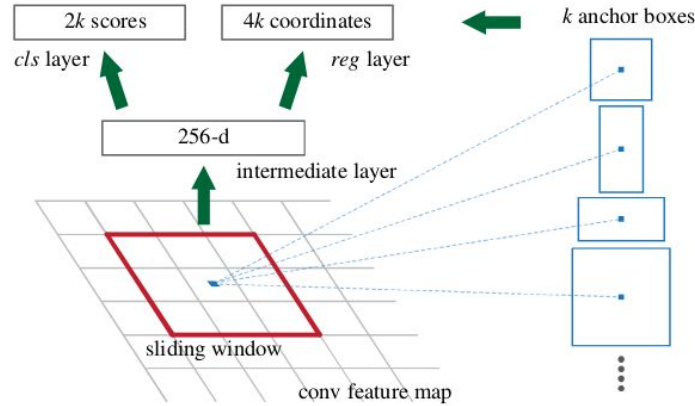 2k scores
4k coordinates
k anchor boxes
cls layer
reg layer
256-d
intermediate layer
sliding window
conv feature map